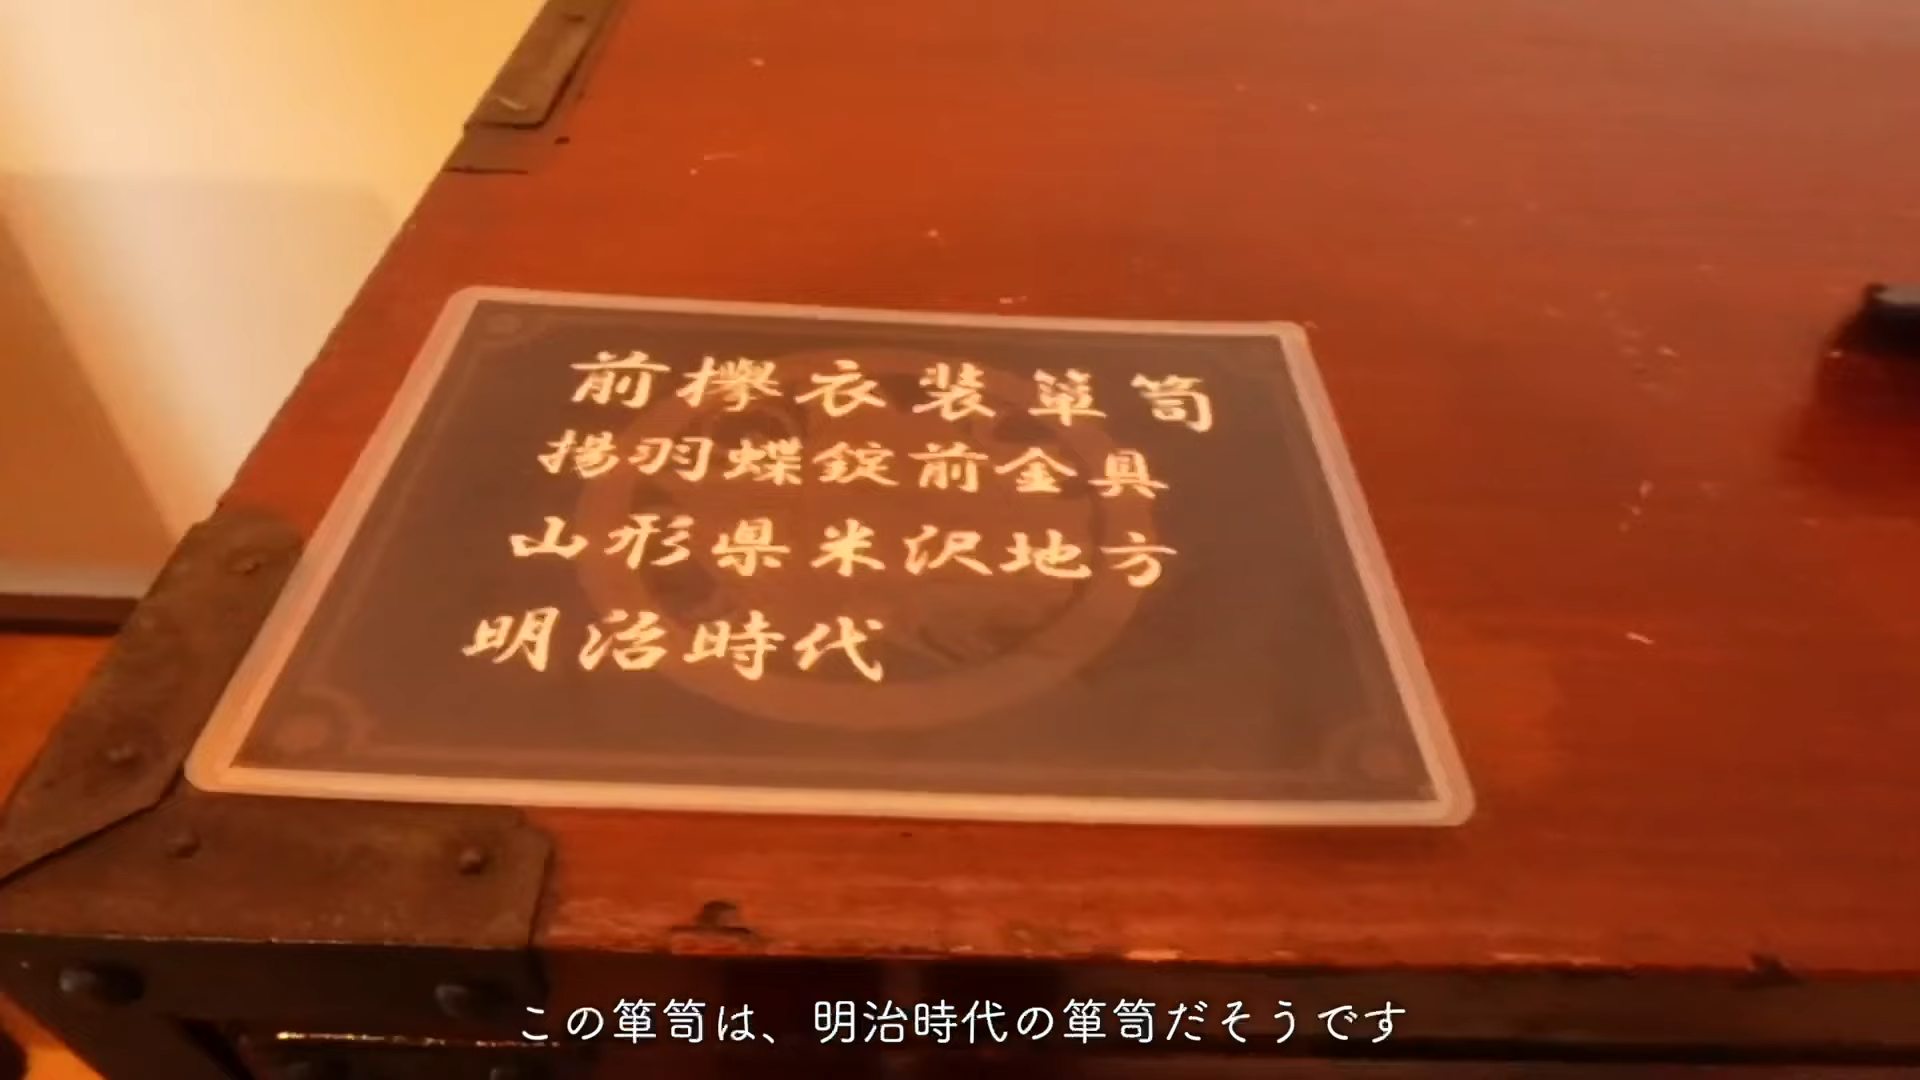 前欅衣装箪笥
揚羽蝶錠前金具
山形県米沢地方
明治時代
この箪笥は、明治時代の箪笥だそうです